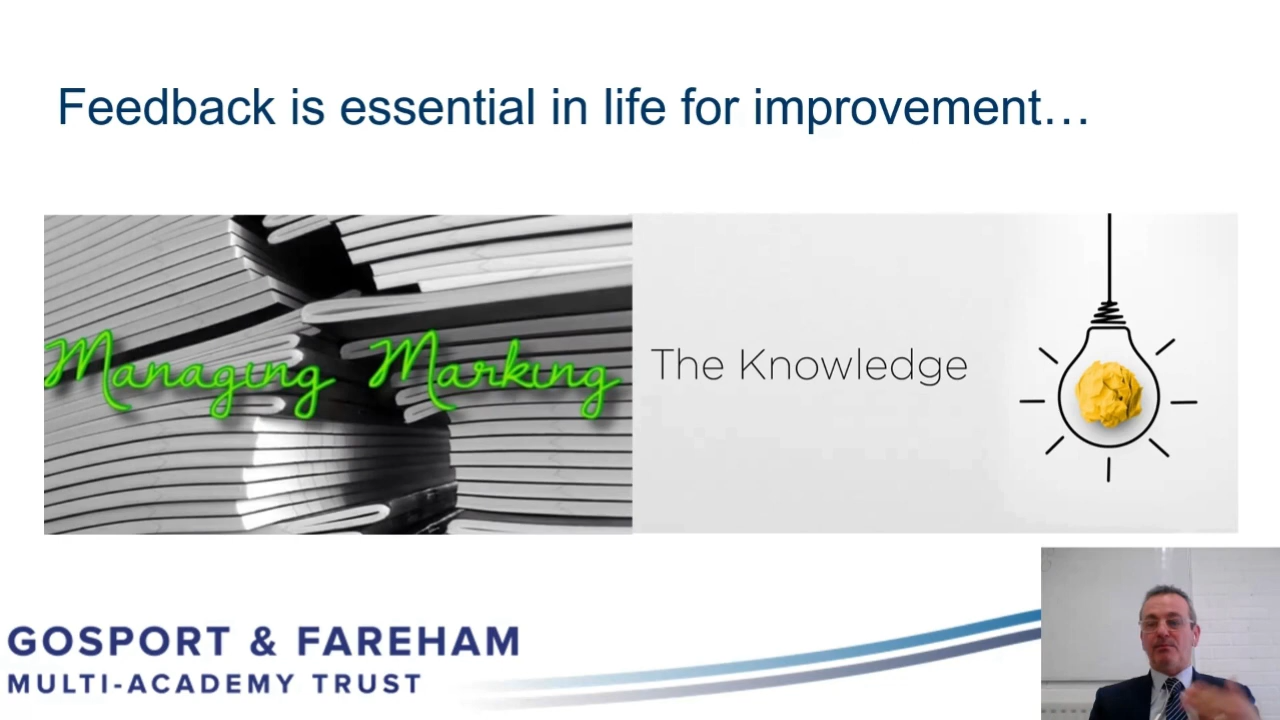 Feedback is essential in life for improvement…
Managing Marking
The Knowledge
GOSPORT & FAREHAM
MULTI-ACADEMY TRUST